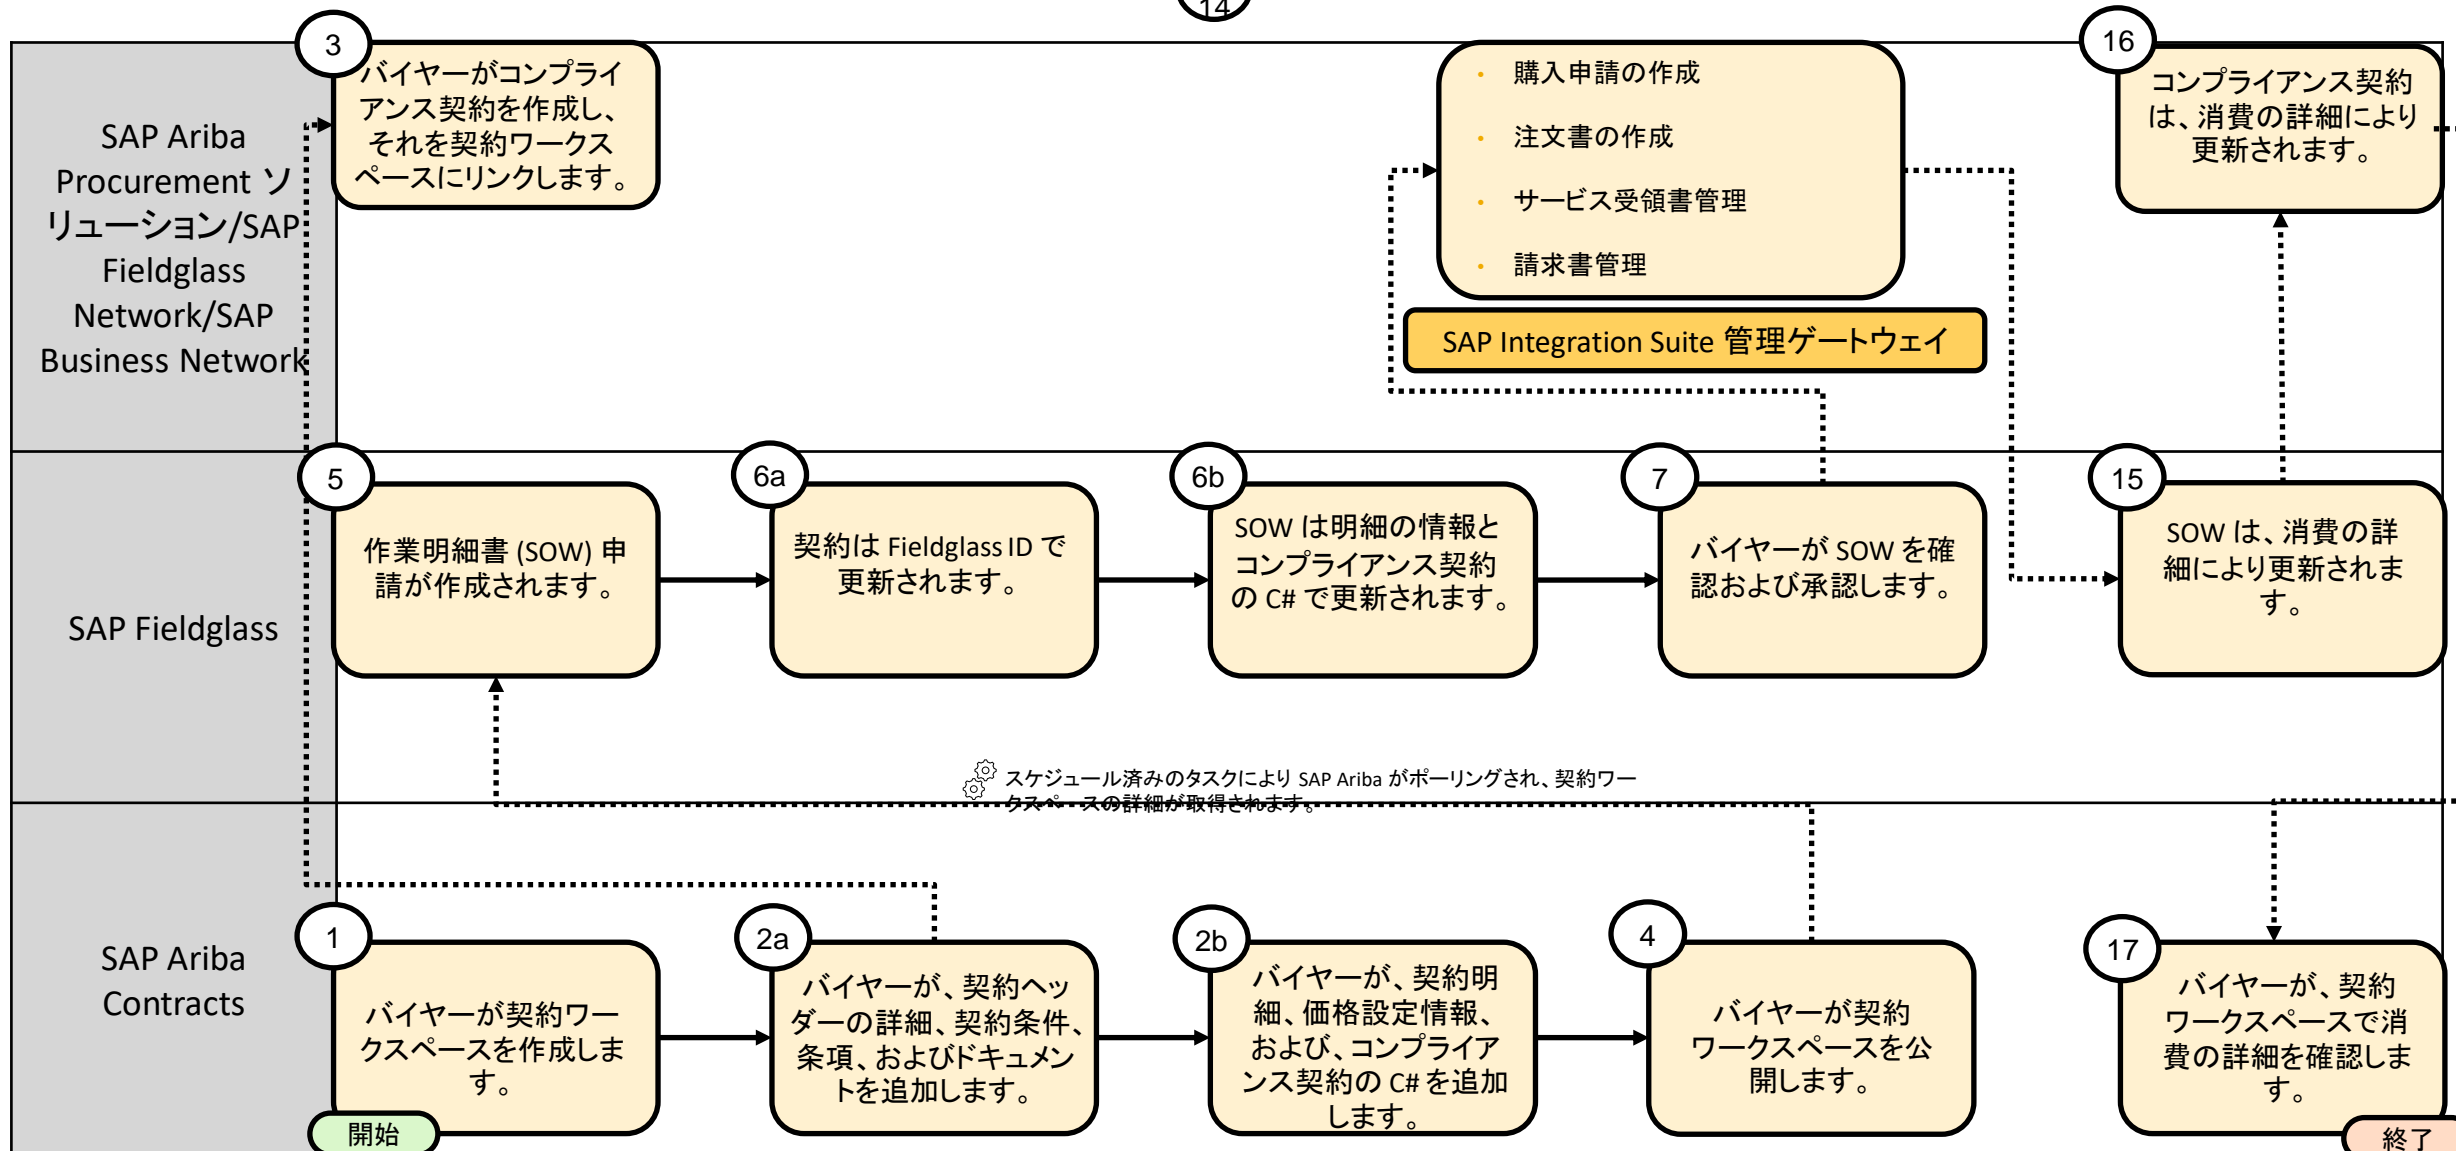 14
3
バイヤーがコンプライ
アンス契約を作成し、
それを契約ワークス
ペースにリンクします。
・ 購入申請の作成
・ 注文書の作成
・ サービス受領書管理
・ 請求書管理
16
コンプライアンス契約
は、消費の詳細により
更新されます。
SAP Ariba
Procurement ソ
リューション/SAP
Fieldglass
Network/SAP
Business Network
SAP Integration Suite 管理ゲートウェイ
SAP Fieldglass
5
作業明細書 (SOW) 申
請が作成されます。
6a
契約は Fieldglass ID で
更新されます。
6b
SOW は明細の情報と
コンプライアンス契約
の C# で更新されます。
7
バイヤーが SOW を確
認および承認します。
15
SOW は、消費の詳
細により更新されま
す。
スケジュール済みのタスクにより SAP Ariba がポーリングされ、契約ワー
クスペースの詳細が取得されます。
SAP Ariba
Contracts
1
バイヤーが契約ワー
クスペースを作成しま
す。
開始
2a
バイヤーが、契約ヘッ
ダーの詳細、契約条件、
条項、およびドキュメン
トを追加します。
2b
バイヤーが、契約明
細、価格設定情報、
および、コンプライア
ンス契約の C# を追加
します。
4
バイヤーが契約
ワークスペースを公
開します。
17
バイヤーが、契約
ワークスペースで消
費の詳細を確認しま
す。
終了